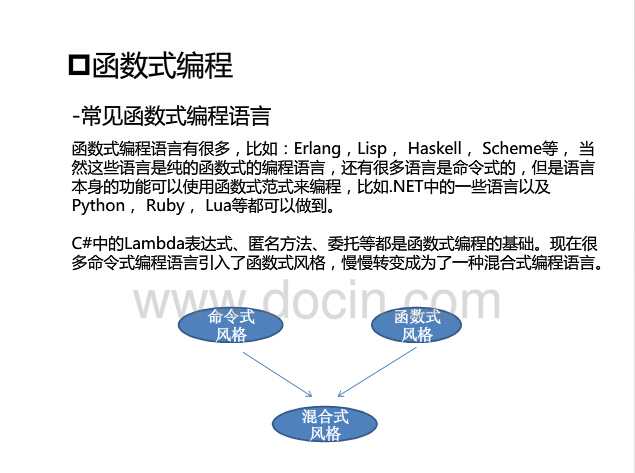 函数式编程
-常见函数式编程语言
函数式编程语言有很多，比如：Erlang，Lisp， Haskell， Scheme等， 当
然这些语言是纯的函数式的编程语言，还有很多语言是命令式的，但是语言
本身的功能可以使用函数式范式来编程，比如.NET中的一些语言以及
Python， Ruby， Lua等都可以做到。
C#中的Lambda表达式、匿名方法、委托等都是函数式编程的基础。现在很
多命令式编程语言引入了函数式风格，慢慢转变成为了一种混合式编程语言。
www.docin.com
命令式
风格
函数式
风格
混合式
风格